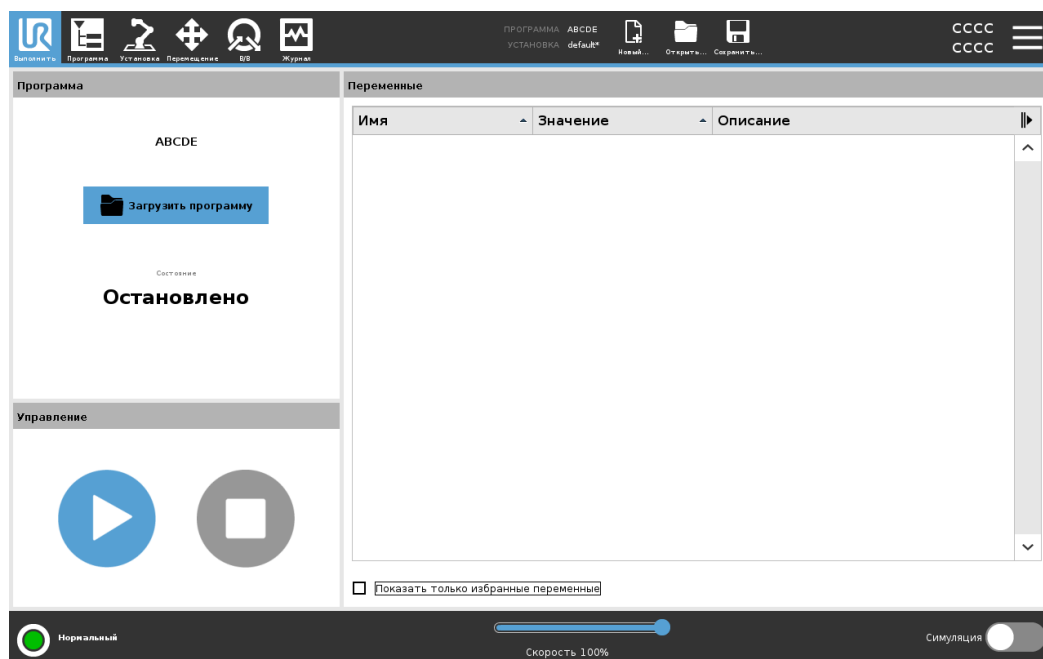 ПРОГРАММА ABCDE
УСТАНОВКА default*
CCCC
CCCC
Выполнить Программа Установка Перемещение В/В Журнал
Новый... Открыть... Сохранить...
Программа
Переменные
Имя Значение Описание
ABCDE
Загрузить программу
Состояние
Остановлено
Управление
Показать только избранные переменные
Нормальный
Скорость 100%
Симуляция